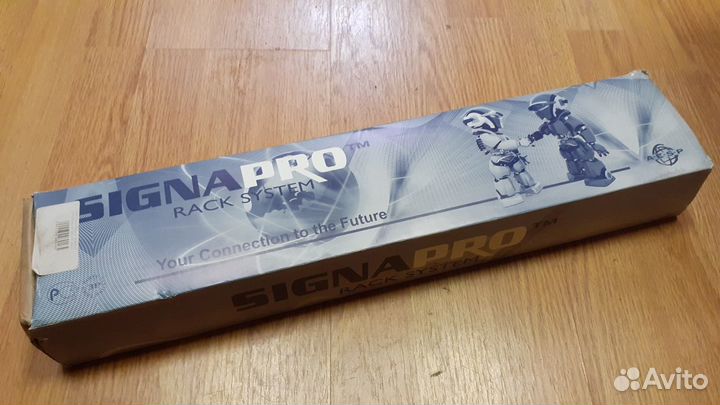 SIGNAPRO™
RACK SYSTEM
Your Connection to the Future
SIGNAPRO™
RACK SYSTEM
Avito